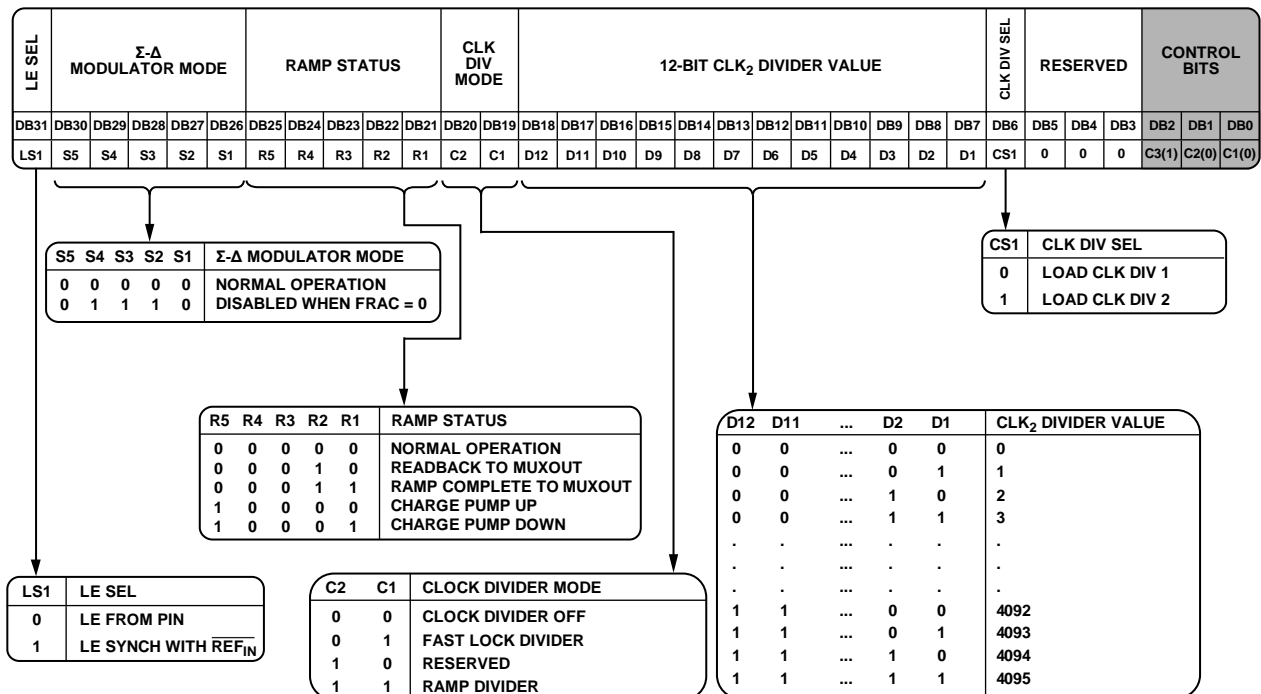 LE SEL
Σ-Δ
MODULATOR MODE
RAMP STATUS
CLK
DIV
MODE
12-BIT CLK2 DIVIDER VALUE
CLK DIV SEL
RESERVED
CONTROL
BITS
DB31 DB30 DB29 DB28 DB27 DB26 DB25 DB24 DB23 DB22 DB21 DB20 DB19 DB18 DB17 DB16 DB15 DB14 DB13 DB12 DB11 DB10 DB9 DB8 DB7 DB6 DB5 DB4 DB3 DB2 DB1 DB0
LS1 S5 S4 S3 S2 S1 R5 R4 R3 R2 R1 C2 C1 D12 D11 D10 D9 D8 D7 D6 D5 D4 D3 D2 D1 CS1 0 0 0 C3(1) C2(0) C1(0)
S5 S4 S3 S2 S1 Σ-Δ MODULATOR MODE
0 0 0 0 0 NORMAL OPERATION
0 1 1 1 0 DISABLED WHEN FRAC = 0
CS1 CLK DIV SEL
0 LOAD CLK DIV 1
1 LOAD CLK DIV 2
R5 R4 R3 R2 R1 RAMP STATUS
0 0 0 0 0 NORMAL OPERATION
0 0 0 1 0 READBACK TO MUXOUT
0 0 0 1 1 RAMP COMPLETE TO MUXOUT
1 0 0 0 0 CHARGE PUMP UP
1 0 0 0 1 CHARGE PUMP DOWN
D12 D11 ... D2 D1 CLK2 DIVIDER VALUE
0 0 ... 0 0 0
0 0 ... 0 1 1
0 0 ... 1 0 2
0 0 ... 1 1 3
. . ... . . .
. . ... . . .
. . ... . . .
1 1 ... 0 0 4092
1 1 ... 0 1 4093
1 1 ... 1 0 4094
1 1 ... 1 1 4095
LS1 LE SEL
0 LE FROM PIN
1 LE SYNCH WITH R̅E̅F̅I̅N̅
C2 C1 CLOCK DIVIDER MODE
0 0 CLOCK DIVIDER OFF
0 1 FAST LOCK DIVIDER
1 0 RESERVED
1 1 RAMP DIVIDER